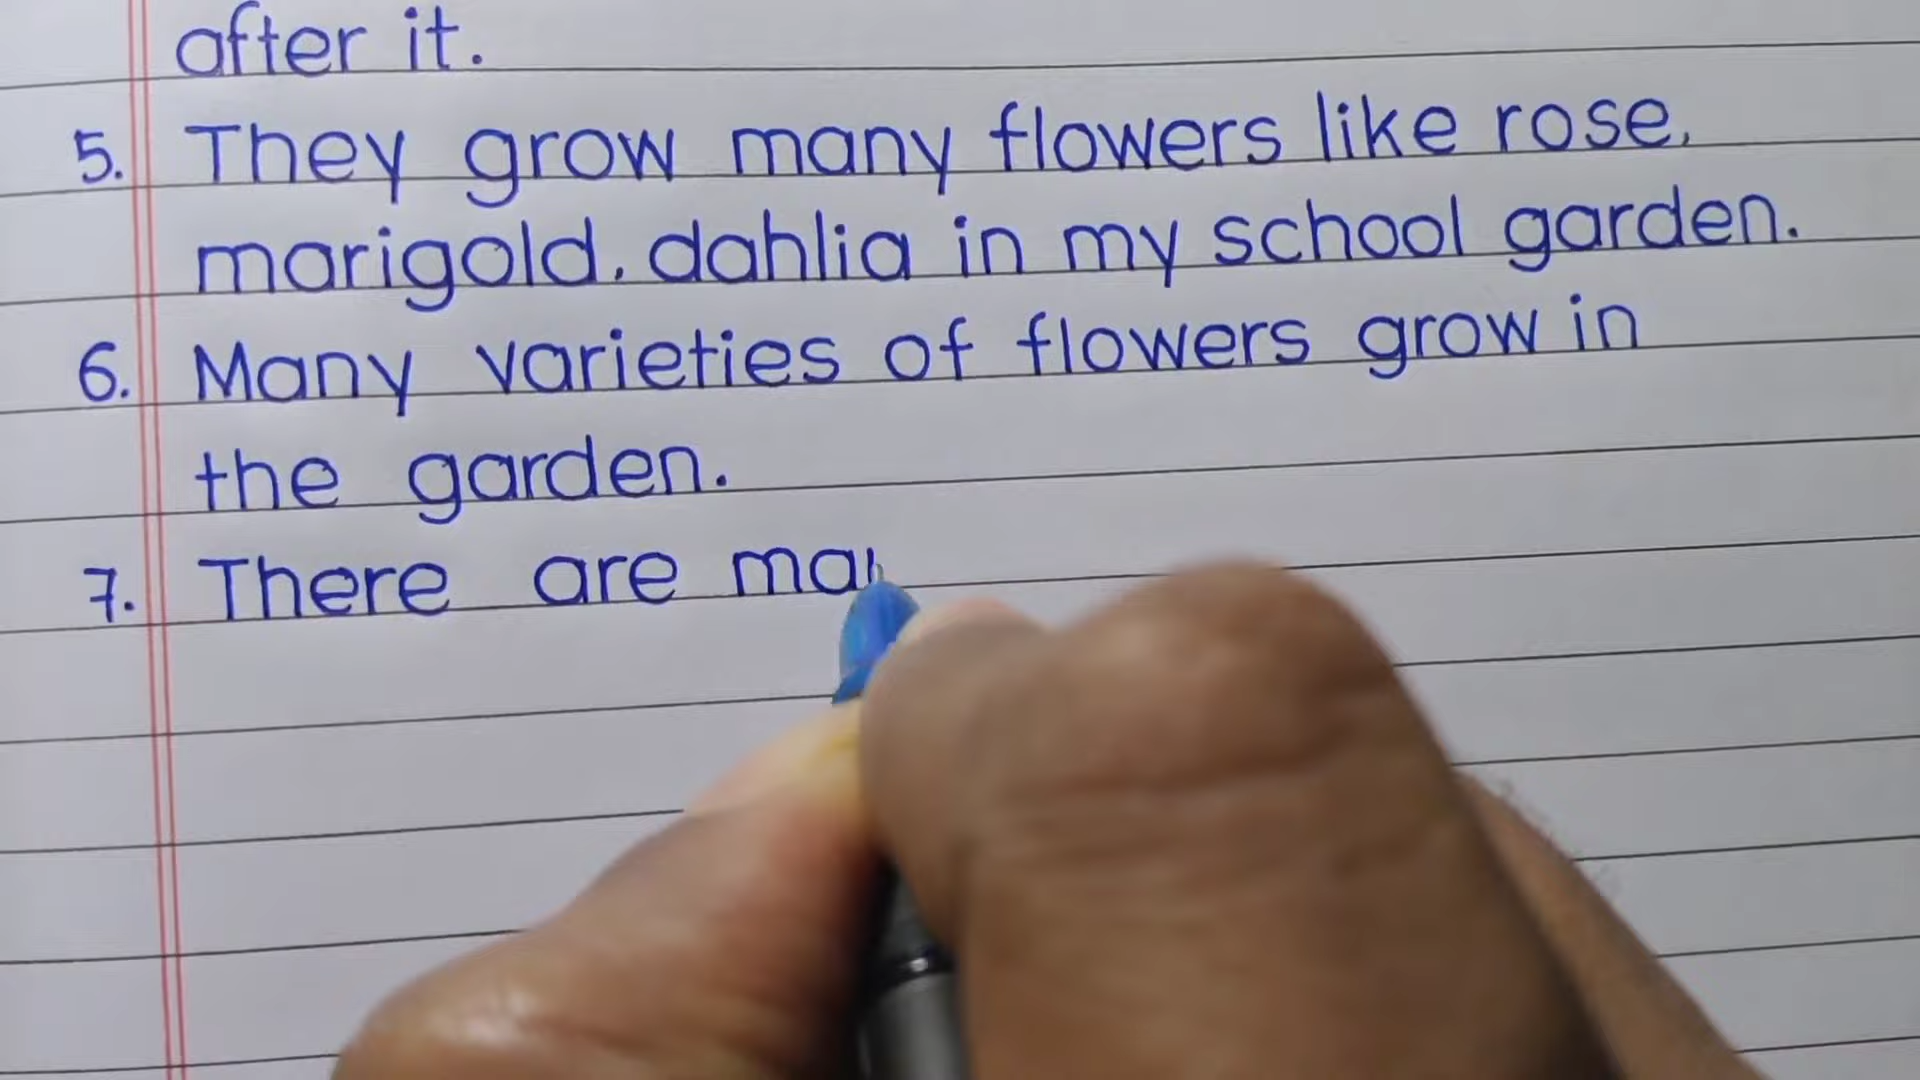 after it.
5. They grow many flowers like rose,
marigold, dahlia in my school garden.
6. Many varieties of flowers grow in
the garden.
7. There are